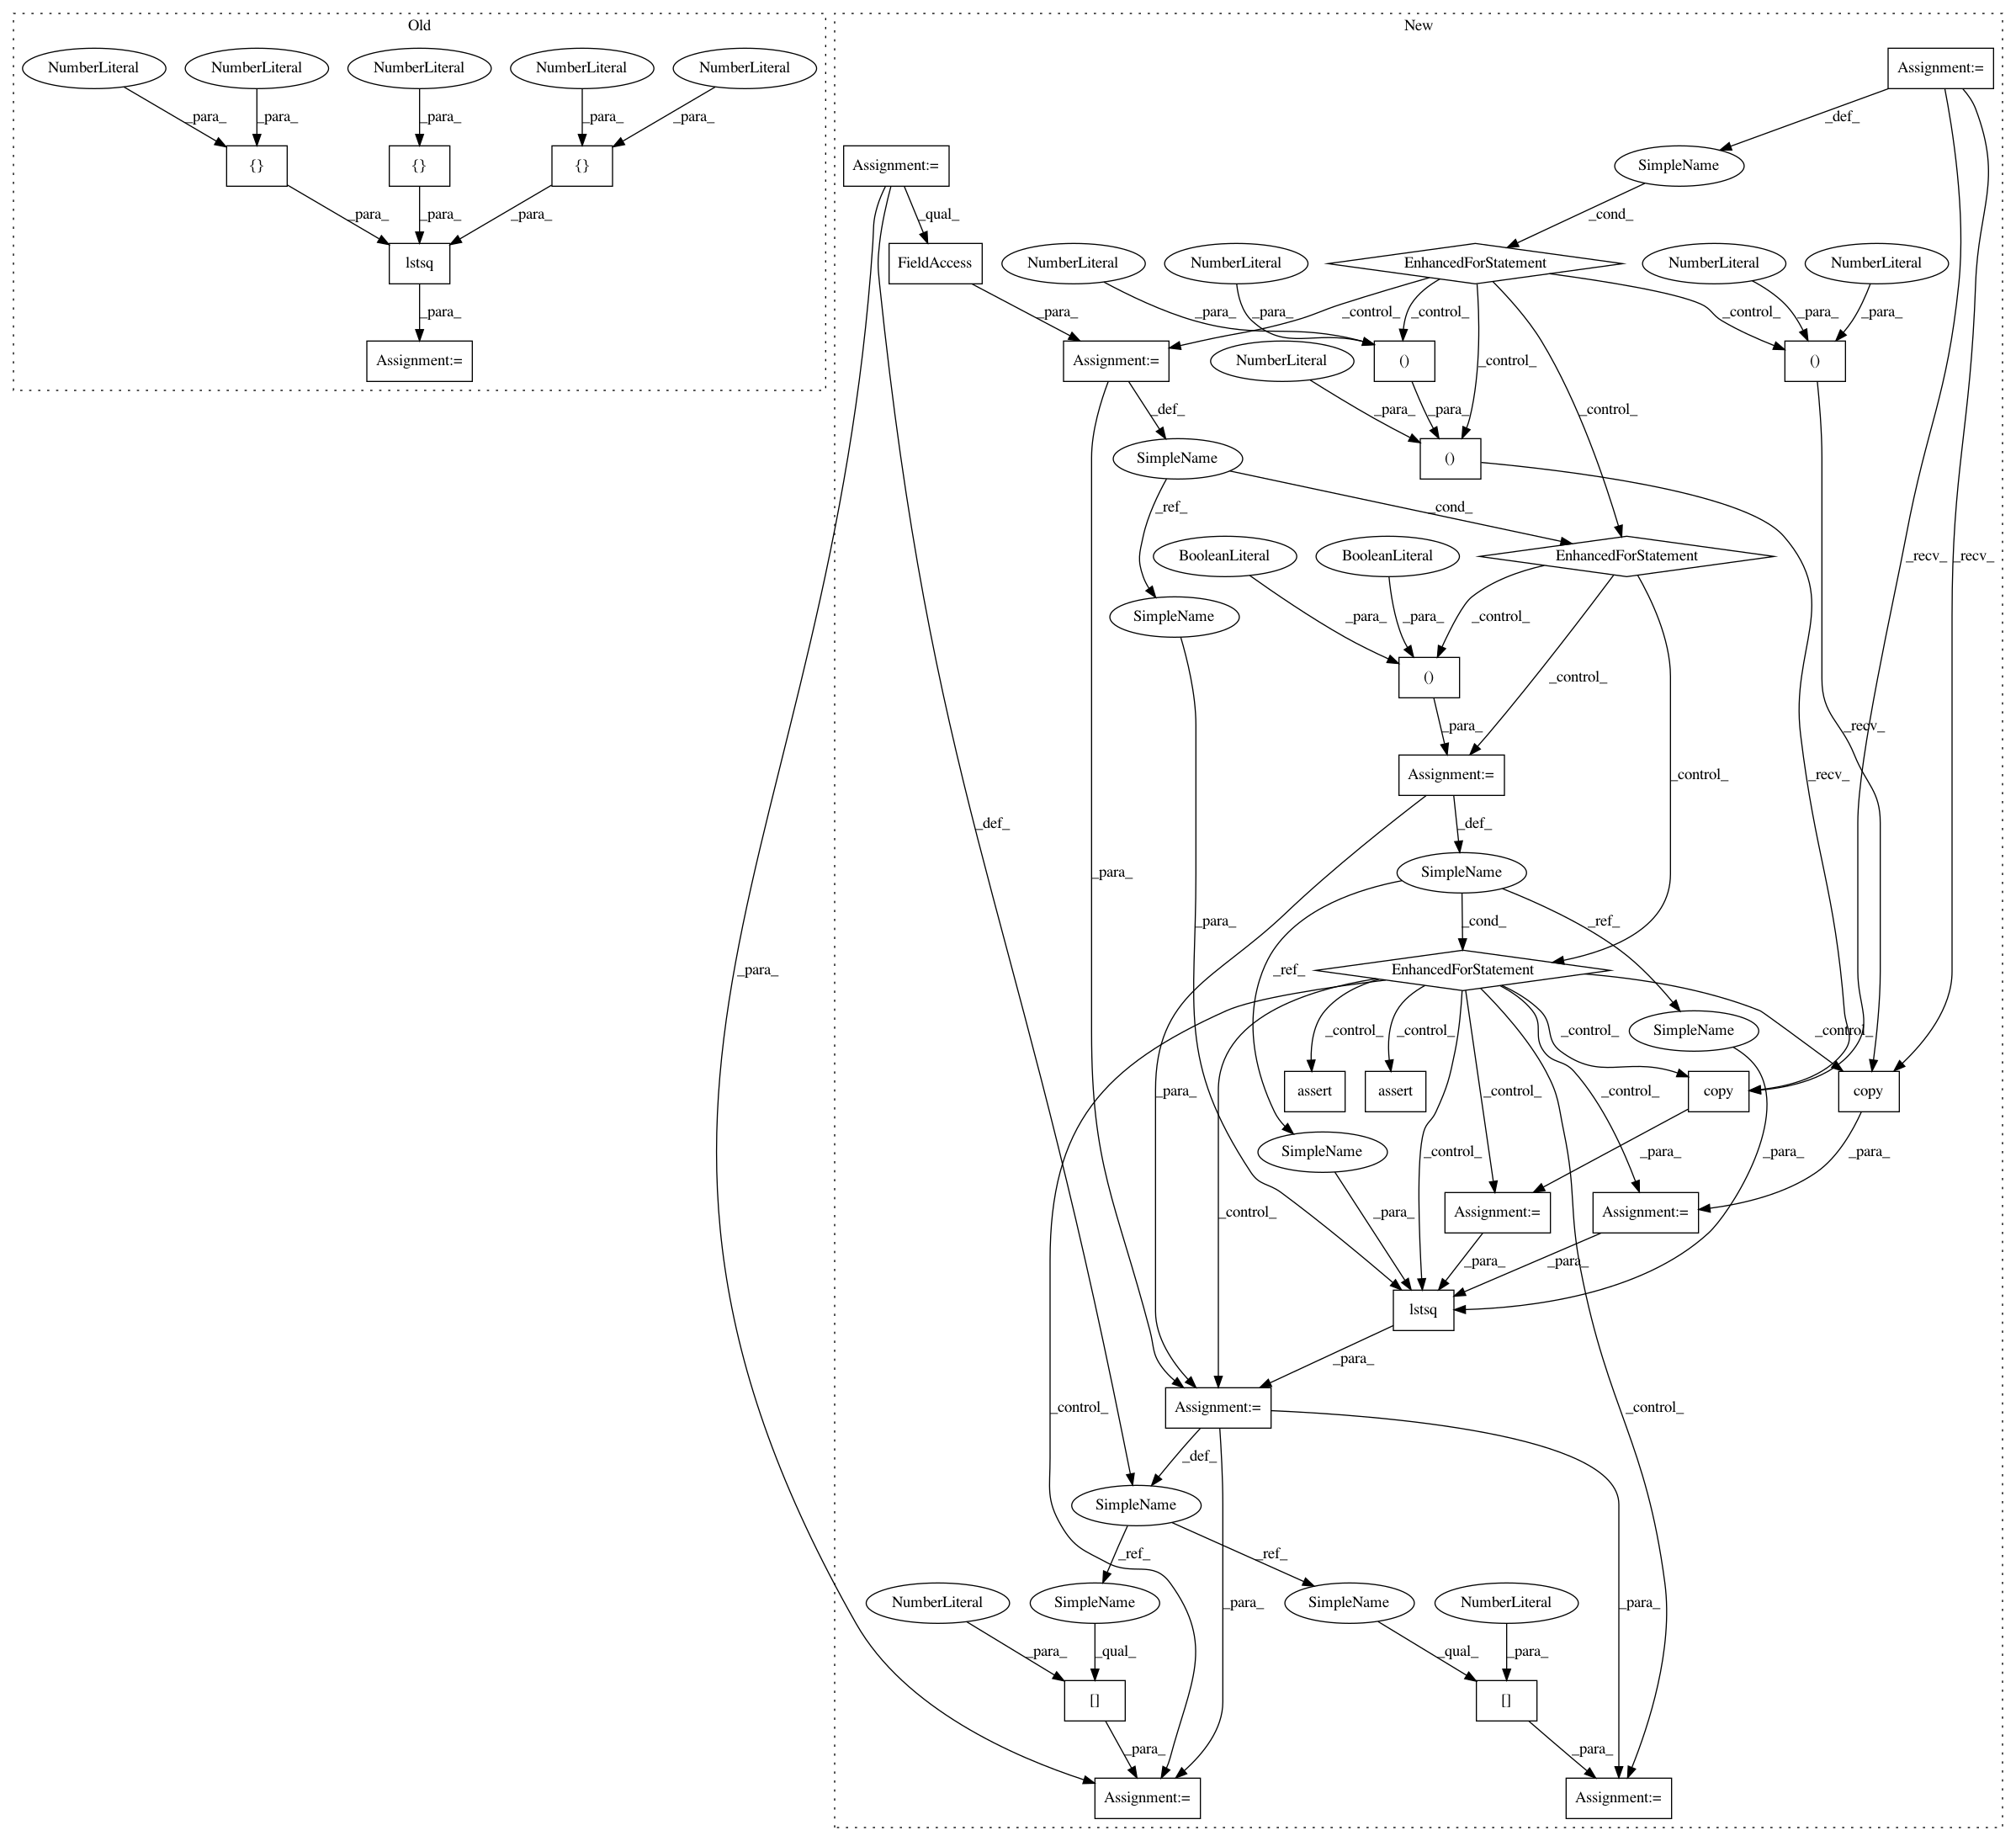 Old
New
NumberLiteral
NumberLiteral
NumberLiteral
NumberLiteral
NumberLiteral
Assignment:=
_para_
_para_
_para_
_para_
_para_
_def_
{}
{}
{}
Assignment:=
SimpleName
_para_
_para_
_para_
_qual_
_cond_
lstsq
FieldAccess
NumberLiteral
NumberLiteral
EnhancedForStatement
NumberLiteral
NumberLiteral
_para_
_para_
_para_
_para_
_control_
_control_
_control_
_para_
_para_
Assignment:=
Assignment:=
NumberLiteral
()
_control_
()
_def_
_para_
_para_
_control_
SimpleName
()
_ref_
_cond_
BooleanLiteral
BooleanLiteral
EnhancedForStatement
_recv_
_recv_
SimpleName
_para_
_para_
_control_
()
_control_
_para_
_recv_
Assignment:=
_control_
_recv_
_def_
_def_
_para_
SimpleName
_para_
_cond_
_ref_
_para_
_ref_
EnhancedForStatement
_control_
_control_
_control_
_control_
SimpleName
_para_
assert
assert
_control_
_control_
copy
copy
SimpleName
_control_
_para_
_para_
_para_
_control_
_para_
Assignment:=
Assignment:=
_para_
_para_
lstsq
_para_
_control_
Assignment:=
_control_
_def_
SimpleName
_ref_
_ref_
NumberLiteral
SimpleName
_para_
SimpleName
NumberLiteral
_para_
_para_
_qual_
_qual_
_para_
[]
[]
_para_
_para_
Assignment:=
Assignment:=